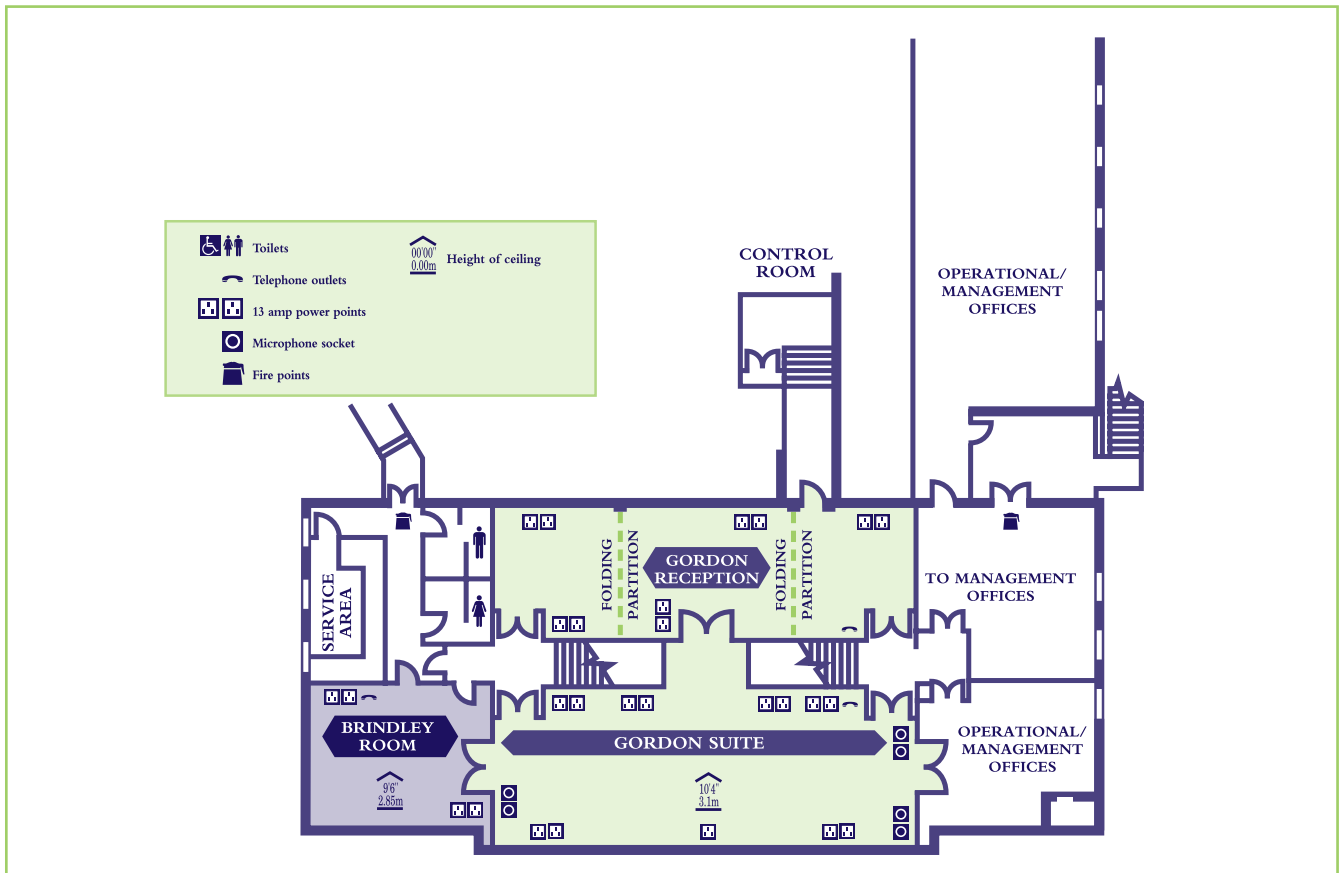 Toilets
Telephone outlets
13 amp power points
Microphone socket
Fire points
00'00"
0.00m
Height of ceiling
CONTROL
ROOM
OPERATIONAL/
MANAGEMENT
OFFICES
SERVICE
AREA
FOLDING
PARTITION
GORDON
RECEPTION
FOLDING
PARTITION
TO MANAGEMENT
OFFICES
BRINDLEY
ROOM
9'6"
2.85m
GORDON SUITE
10'4"
3.1m
OPERATIONAL/
MANAGEMENT
OFFICES